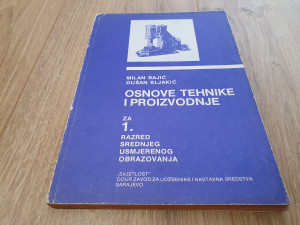 MILAN BAJIĆ
DUŠAN KLJAKIĆ
OSNOVE TEHNIKE
I PROIZVODNJE
ZA
1.
RAZRED
SREDNJEG
USMJERENOG
OBRAZOVANJA
„SVJETLOST"
OOUR ZAVOD ZA UDŽBENIKE I NASTAVNA SREDSTVA
SARAJEVO